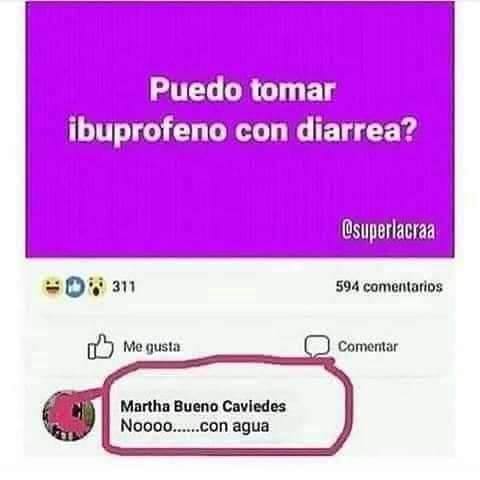 Puedo tomar
ibuprofeno con diarrea?
@superlacraa
311
594 comentarios
Me gusta
Comentar
Martha Bueno Caviedes
Noooo......con agua